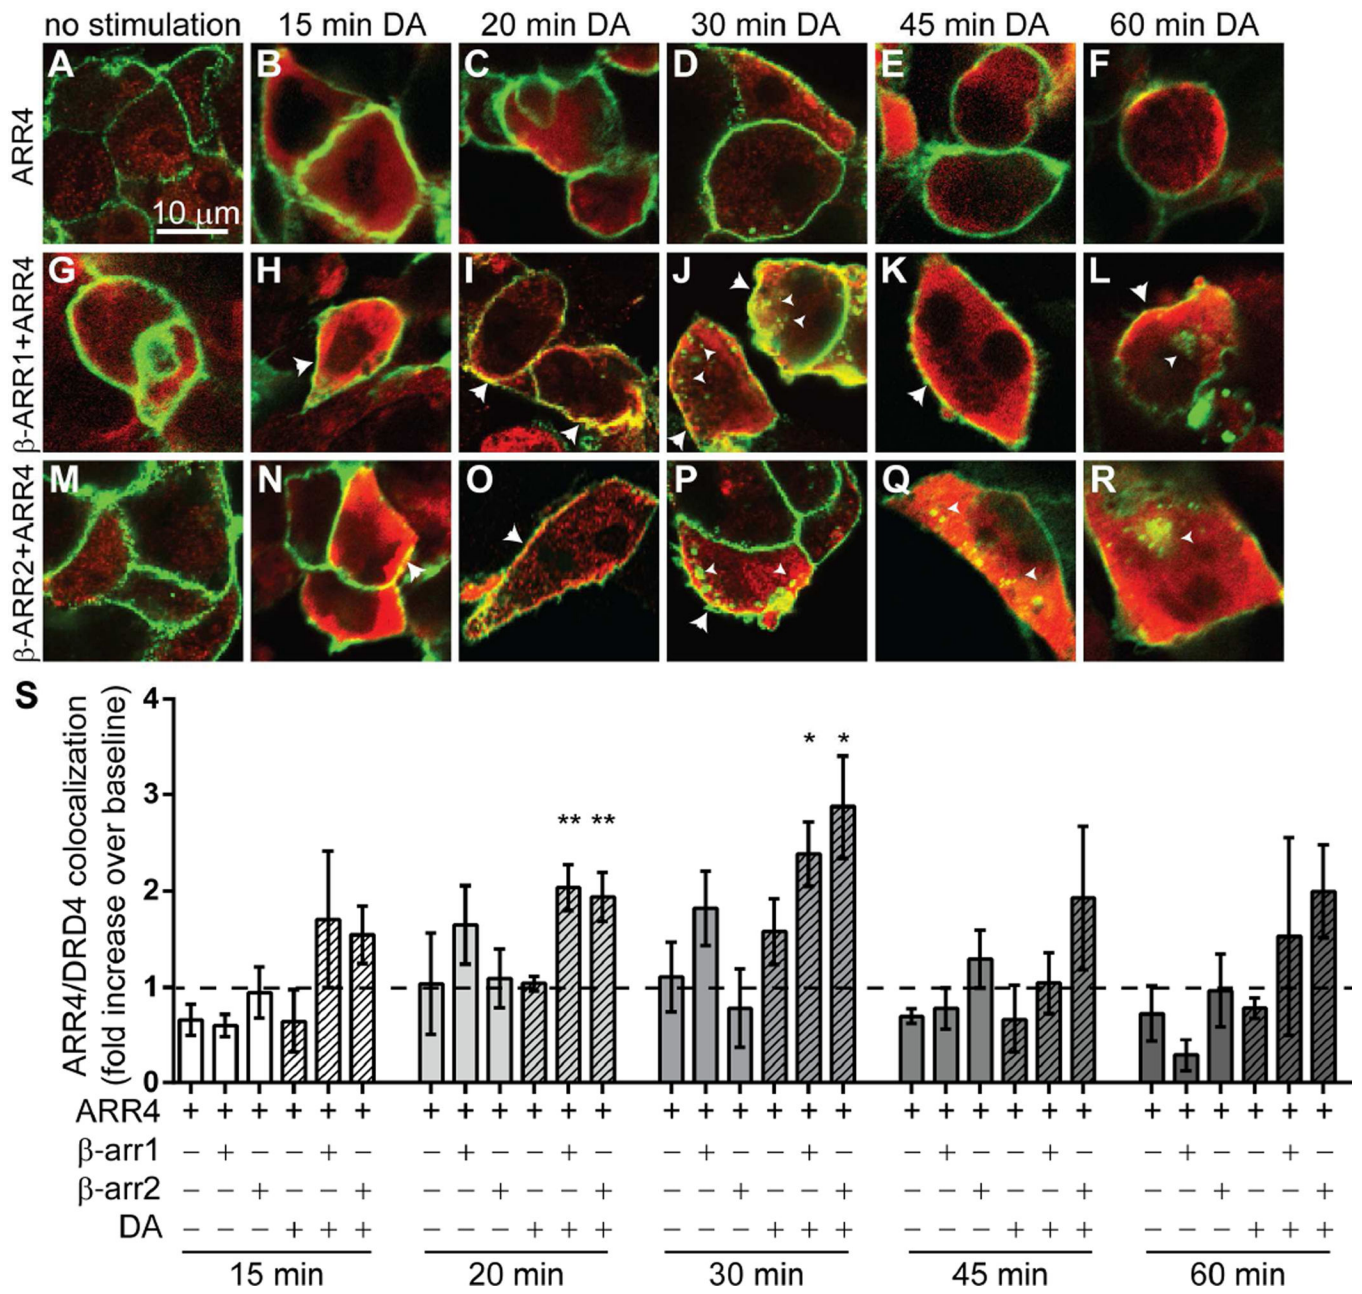 no stimulation 15 min DA 20 min DA 30 min DA 45 min DA 60 min DA
ARR4
A B C D E F
10 μm
β-ARR1+ARR4
G H I J K L
β-ARR2+ARR4
M N O P Q R
S
ARR4/DRD4 colocalization
(fold increase over baseline)
4
3
2
1
0
** **
* *
ARR4 + + + + + + + + + + + + + + + + + + + + + + + + + + + + + +
β-arr1 − + − − + − − + − − + − − + − − + − − + − − + − − + − − + −
β-arr2 − − + − − + − − + − − + − − + − − + − − + − − + − − + − − +
DA − − − + + + − − − + + + − − − + + + − − − + + + − − − + + +
15 min 20 min 30 min 45 min 60 min